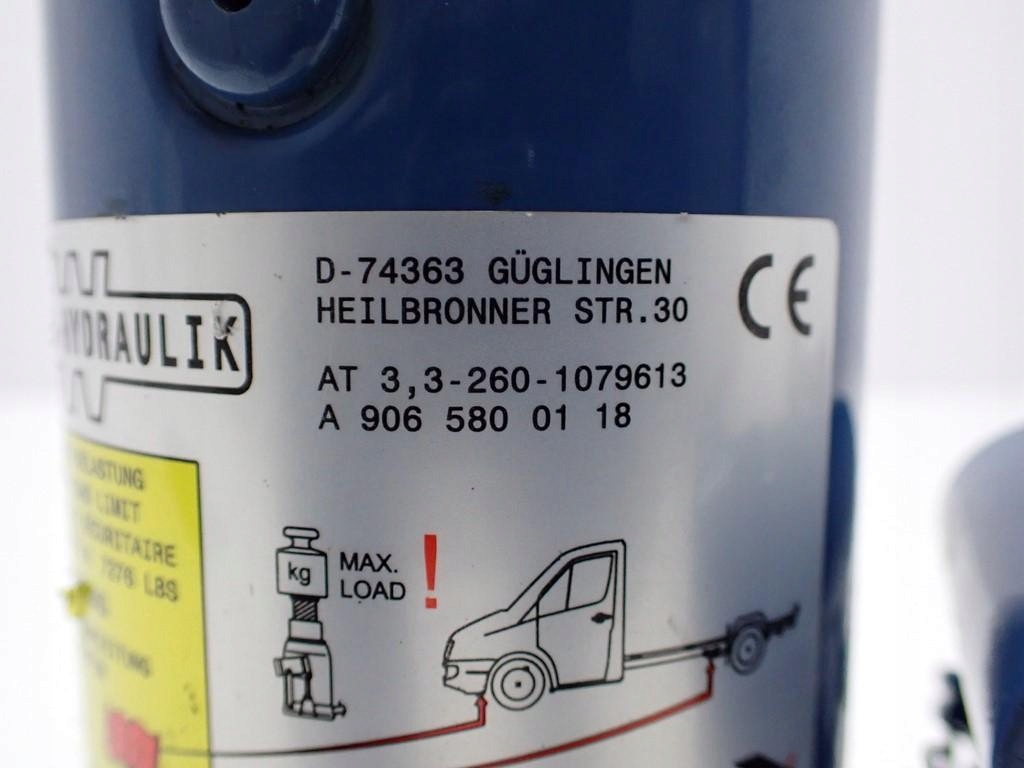 HYDRAULIK
D-74363 GÜGLINGEN
HEILBRONNER STR.30
CE
AT 3,3-260-1079613
A 906 580 01 18
LIMIT
7276 LBS
kg
MAX.
LOAD
!